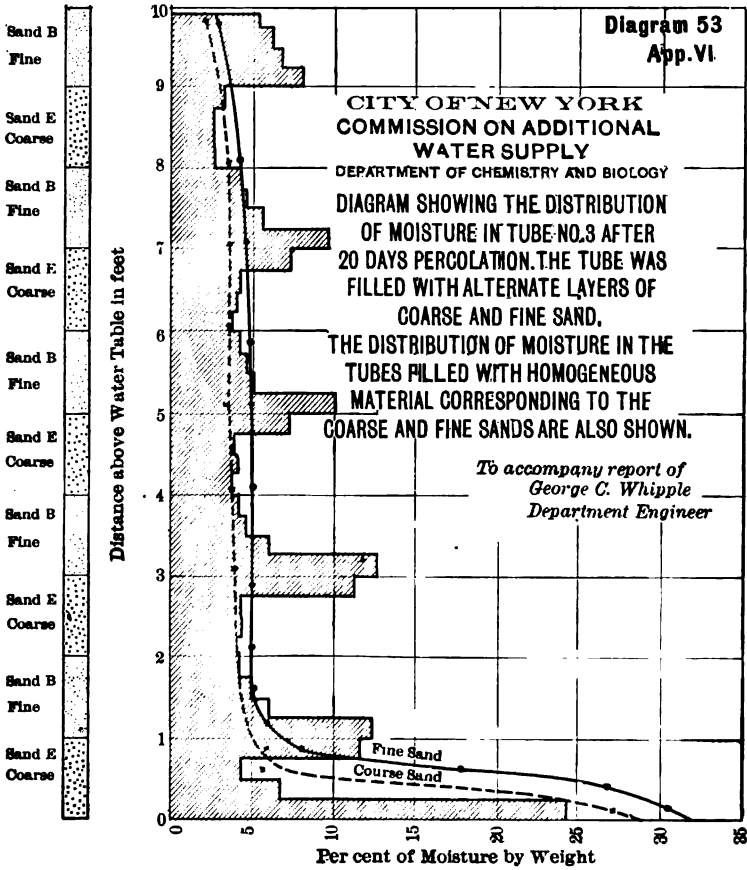 Diagram 53
App.VI
CITY OF NEW YORK
COMMISSION ON ADDITIONAL
WATER SUPPLY
DEPARTMENT OF CHEMISTRY AND BIOLOGY
DIAGRAM SHOWING THE DISTRIBUTION
OF MOISTURE IN TUBE NO.3 AFTER
20 DAYS PERCOLATION. THE TUBE WAS
FILLED WITH ALTERNATE LAYERS OF
COARSE AND FINE SAND.
THE DISTRIBUTION OF MOISTURE IN THE
TUBES FILLED WITH HOMOGENEOUS
MATERIAL CORRESPONDING TO THE
COARSE AND FINE SANDS ARE ALSO SHOWN.
To accompany report of
George C. Whipple
Department Engineer
Sand B
Fine
Sand E
Coarse
Sand B
Fine
Sand E
Coarse
Sand B
Fine
Sand E
Coarse
Sand B
Fine
Sand E
Coarse
Sand B
Fine
Sand E
Coarse
Distance above Water Table in feet
10
9
8
7
6
5
4
3
2
1
0
Fine Sand
Course Sand
0
5
10
15
20
25
30
35
Per cent of Moisture by Weight